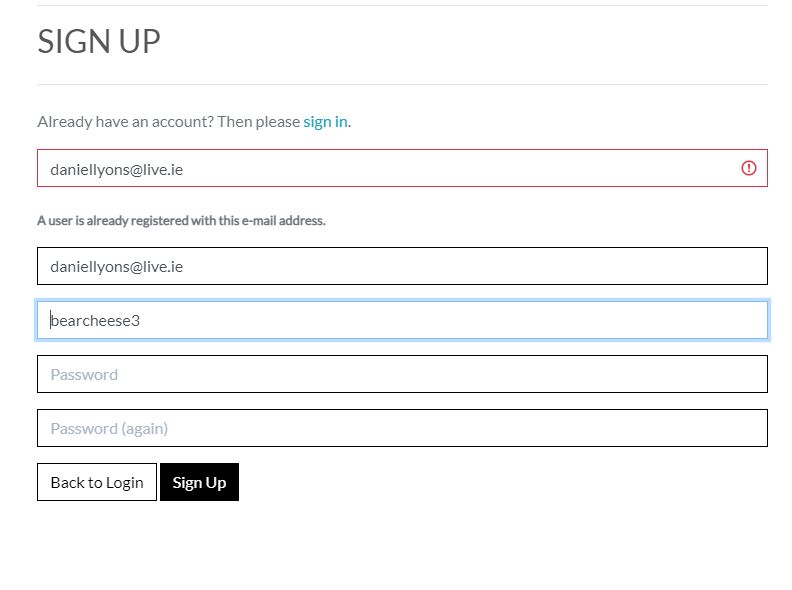 SIGN UP
Already have an account? Then please sign in.
daniellyons@live.ie
A user is already registered with this e-mail address.
daniellyons@live.ie
bearcheese3
Password
Password (again)
Back to Login Sign Up